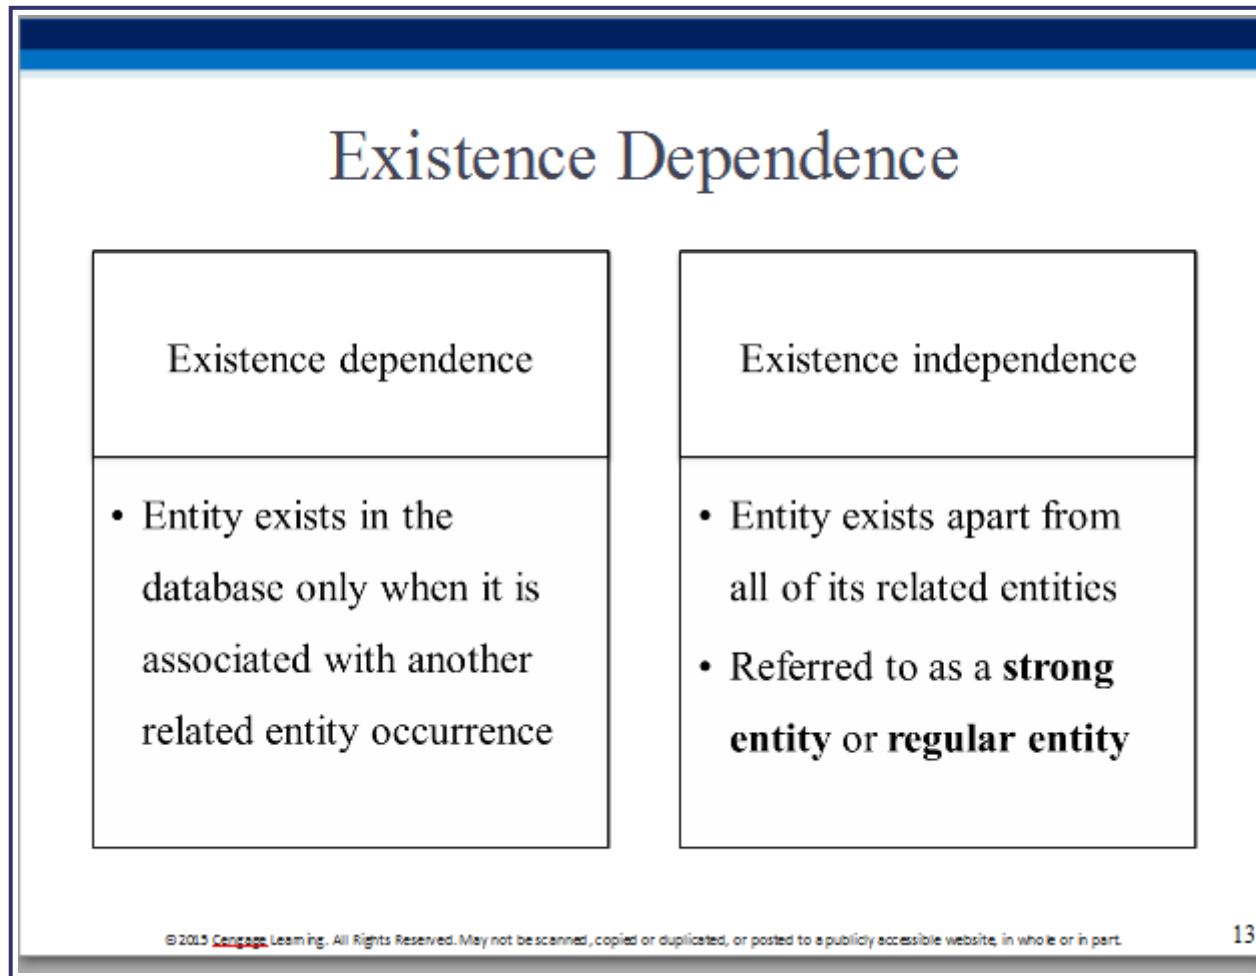 Existence Dependence
Existence dependence
• Entity exists in the
database only when it is
associated with another
related entity occurrence
Existence independence
• Entity exists apart from
all of its related entities
• Referred to as a strong
entity or regular entity
©2015 Cengage Learning. All Rights Reserved. May not be scanned, copied or duplicated, or posted to a publicly accessible website, in whole or in part.
13